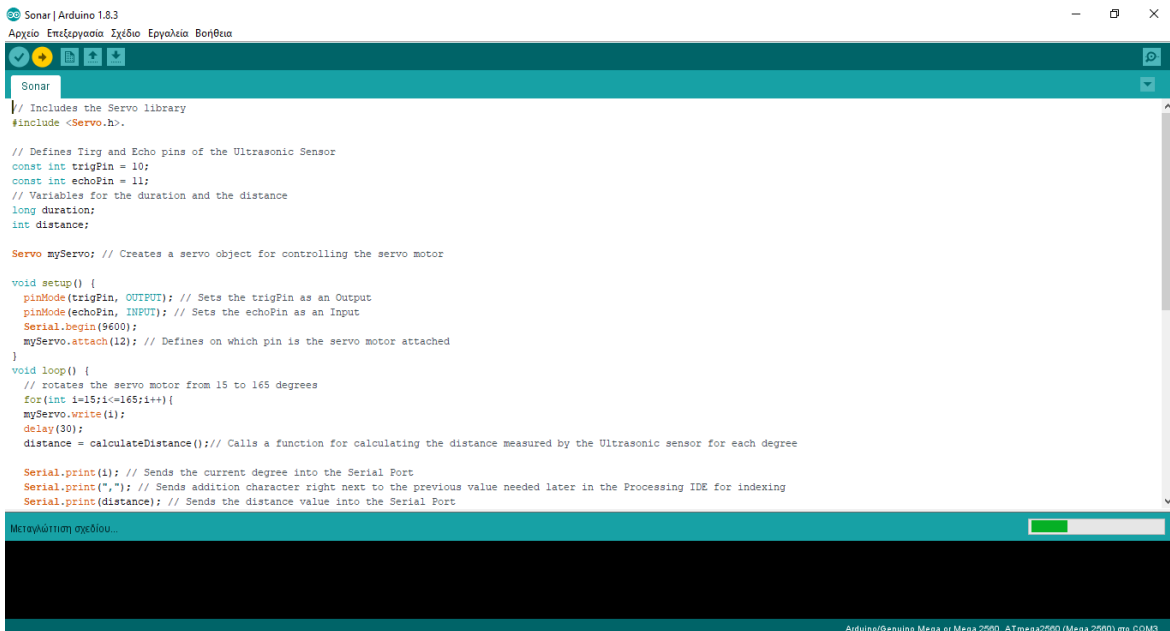 Sonar | Arduino 1.8.3
Αρχείο Επεξεργασία Σχέδιο Εργαλεία Βοήθεια
Sonar
// Includes the Servo library
#include <Servo.h>.
// Defines Tirg and Echo pins of the Ultrasonic Sensor
const int trigPin = 10;
const int echoPin = 11;
// Variables for the duration and the distance
long duration;
int distance;
Servo myServo; // Creates a servo object for controlling the servo motor
void setup() {
pinMode(trigPin, OUTPUT); // Sets the trigPin as an Output
pinMode(echoPin, INPUT); // Sets the echoPin as an Input
Serial.begin(9600);
myServo.attach(12); // Defines on which pin is the servo motor attached
}
void loop() {
// rotates the servo motor from 15 to 165 degrees
for(int i=15;i<=165;i++){
myServo.write(i);
delay(30);
distance = calculateDistance();// Calls a function for calculating the distance measured by the Ultrasonic sensor for each degree
Serial.print(i); // Sends the current degree into the Serial Port
Serial.print(","); // Sends addition character right next to the previous value needed later in the Processing IDE for indexing
Serial.print(distance); // Sends the distance value into the Serial Port
Μεταγλώττιση σχεδίου...
Arduino/Genuino Mega or Mega 2560, ATmega2560 (Mega 2560) στο COM3